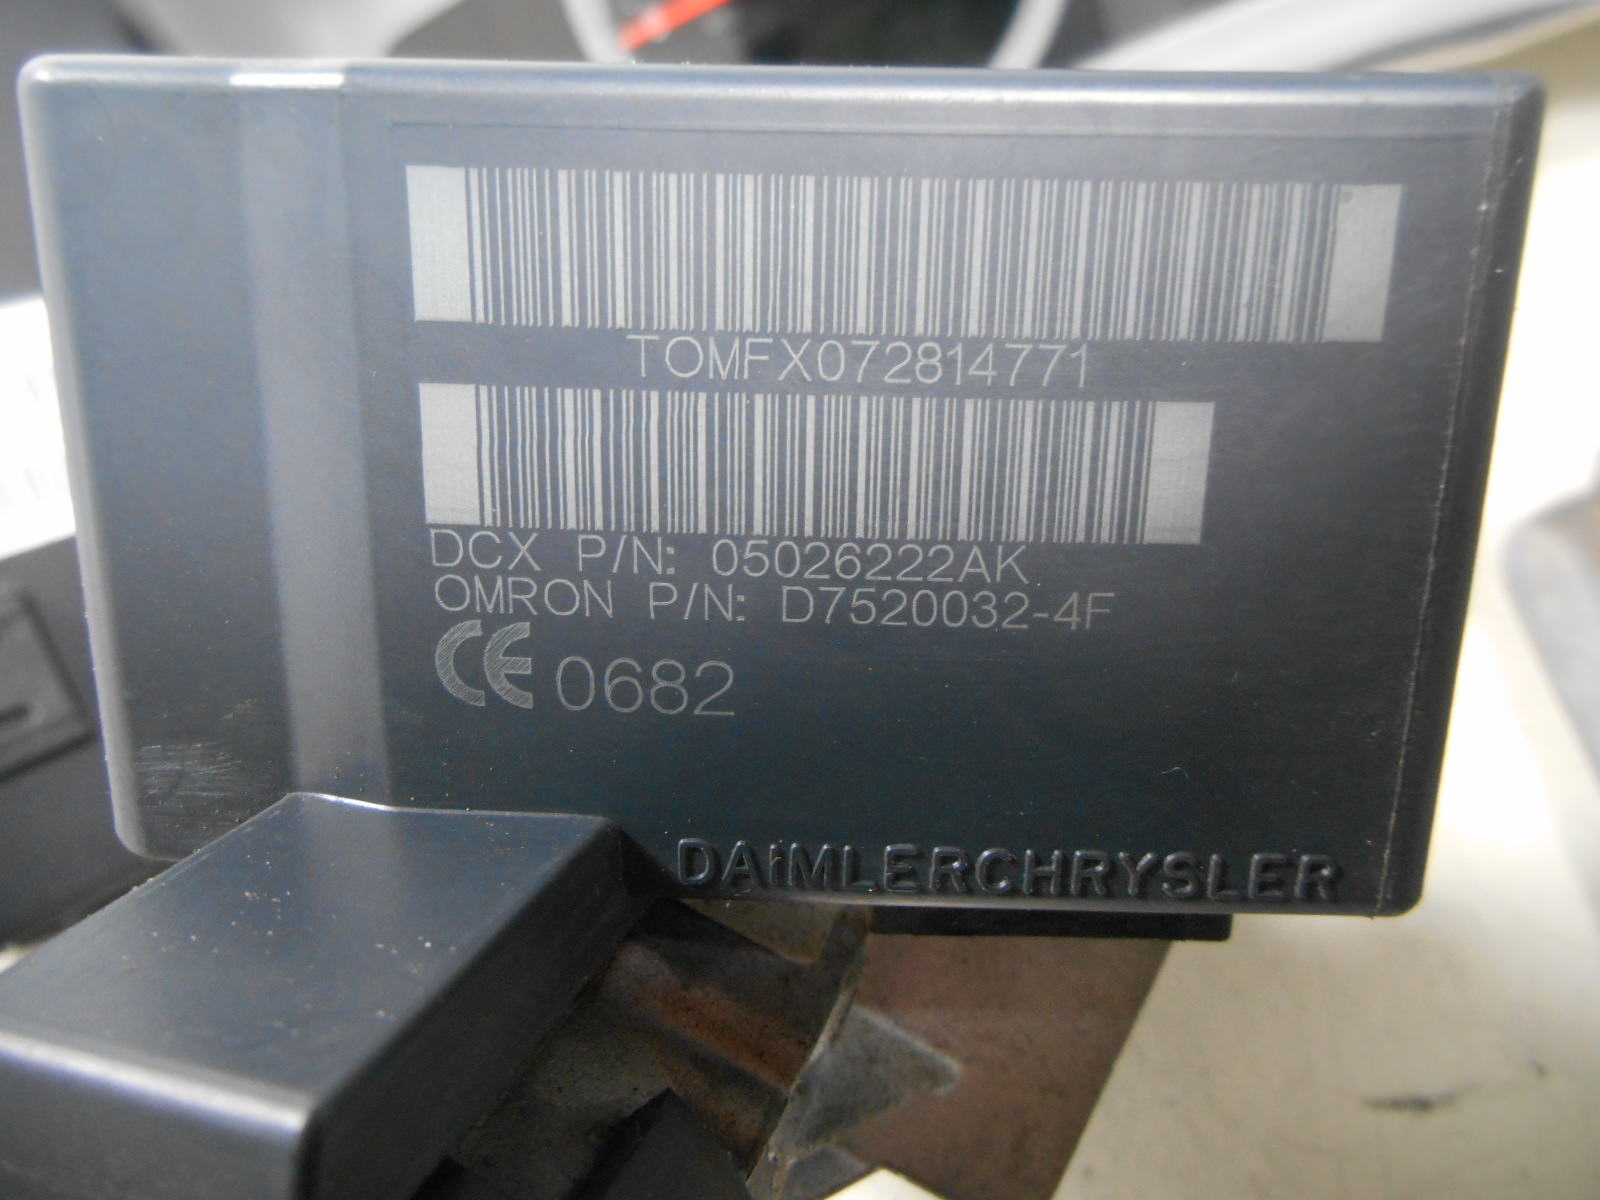 TOMFX072814771
DCX P/N: 05026222AK
OMRON P/N: D7520032-4F
CE 0682
DAIMLERCHRYSLER